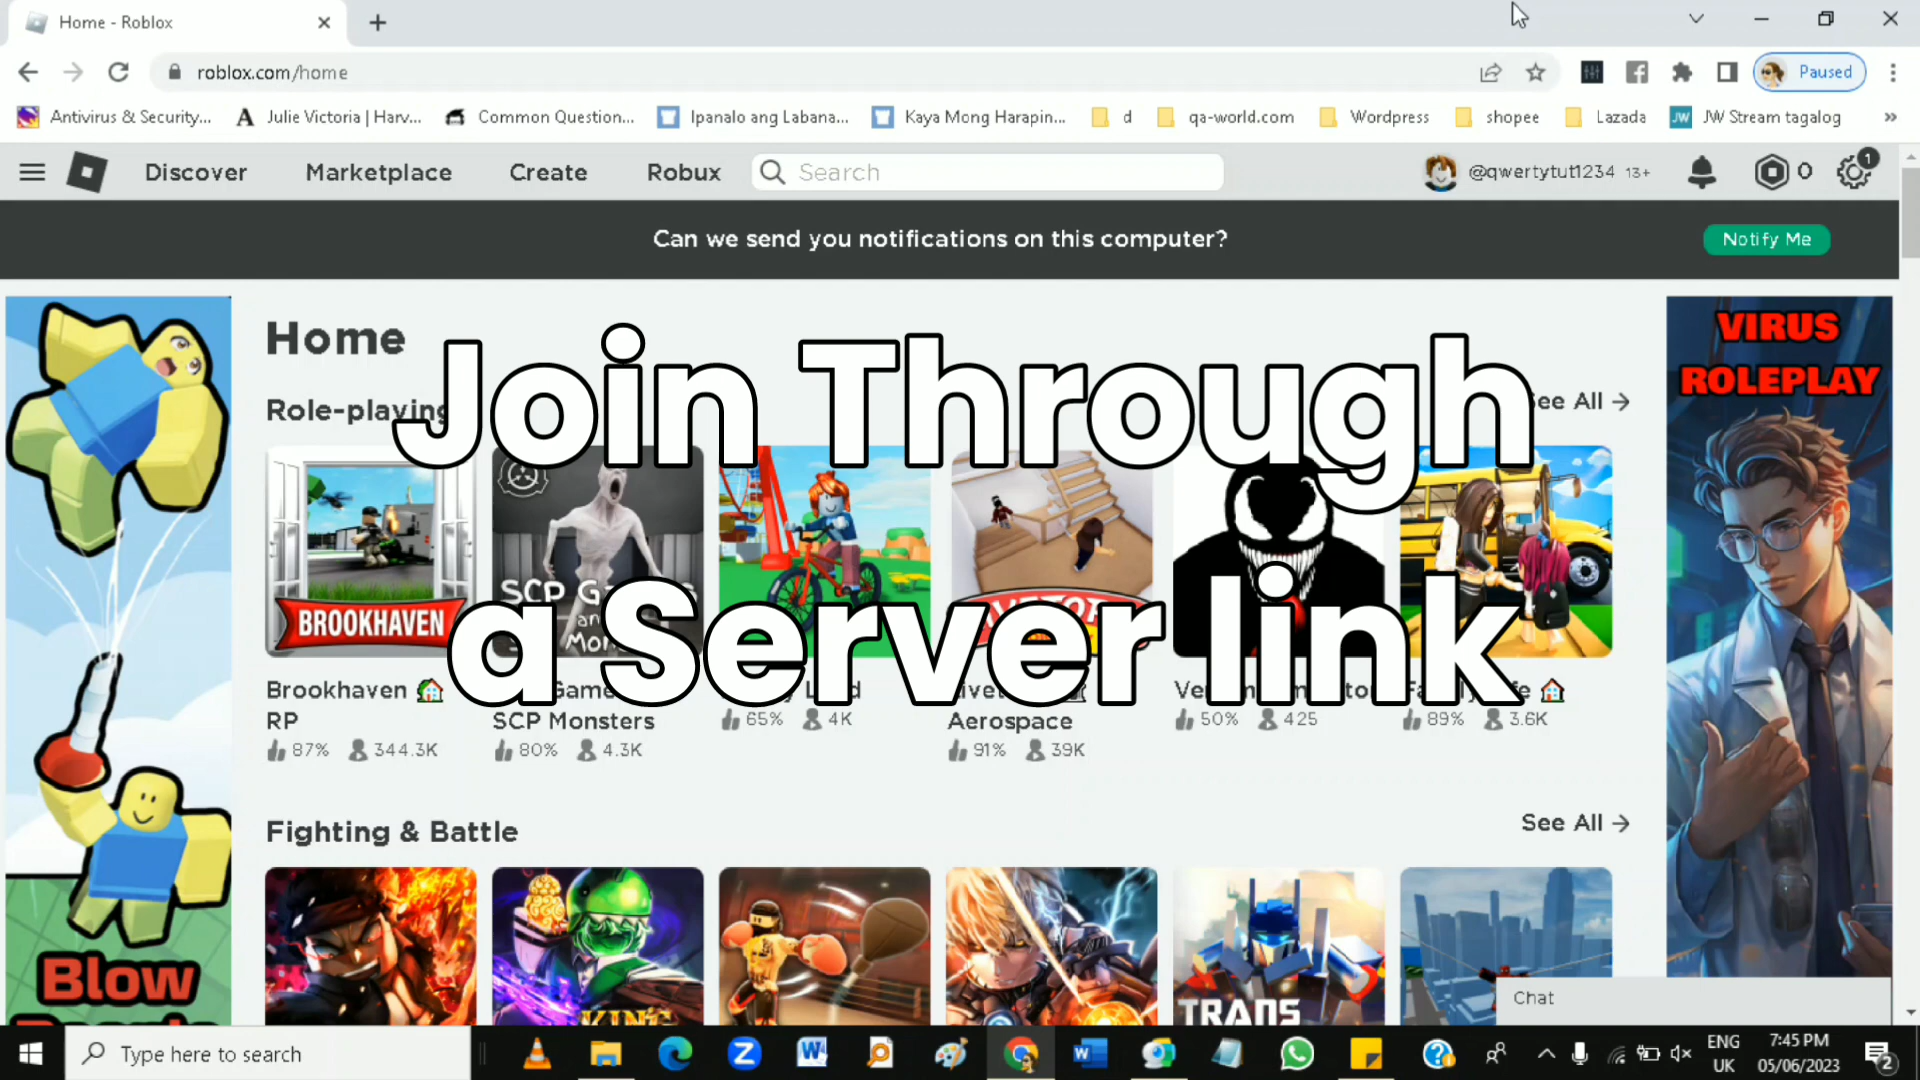 Home - Roblox
roblox.com/home
Paused
Antivirus & Security...
Julie Victoria | Harv...
Common Question...
Ipanalo ang Labana...
Kaya Mong Harapin...
d
qa-world.com
Wordpress
shopee
Lazada
JW Stream tagalog
Discover
Marketplace
Create
Robux
Search
@qwertytut1234 13+
0
1
Can we send you notifications on this computer?
Notify Me
VIRUS
ROLEPLAY
Home
Join Through
a Server link
Role-playing
See All
BROOKHAVEN
SCP
Brookhaven
RP
87% 344.3K
SCP Monsters
80% 4.3K
65% 4K
Aerospace
91% 39K
50% 425
89% 3.6K
Fighting & Battle
See All
Blow
TRANS
Chat
Type here to search
ENG
UK
7:45 PM
05/06/2023
2